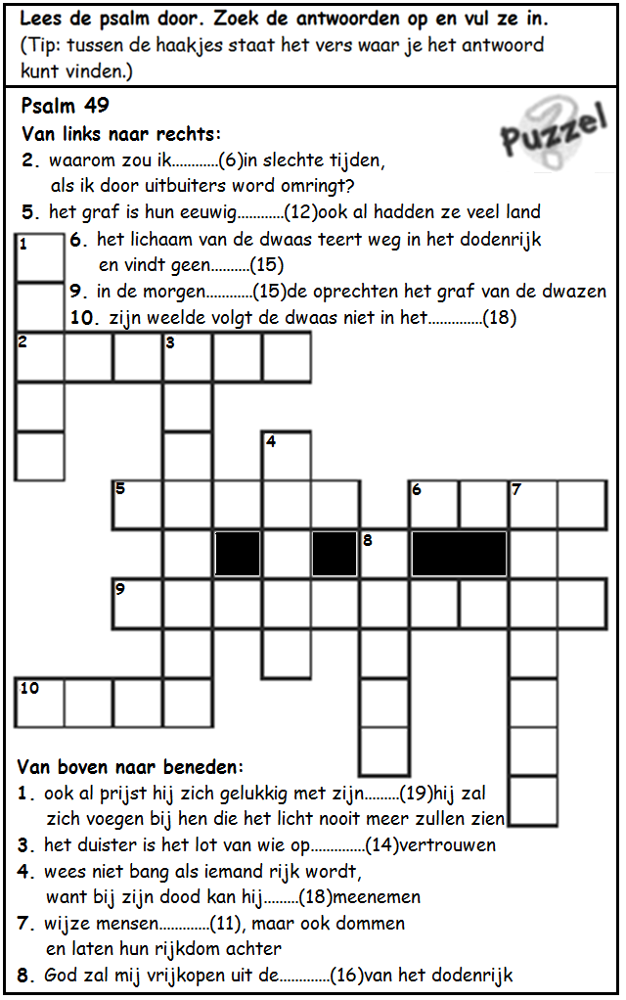 Lees de psalm door. Zoek de antwoorden op en vul ze in.
(Tip: tussen de haakjes staat het vers waar je het antwoord
kunt vinden.)
Psalm 49
Puzzel
?
Van links naar rechts:
2. waarom zou ik............(6)in slechte tijden,
als ik door uitbuiters word omringt?
5. het graf is hun eeuwig............(12)ook al hadden ze veel land
6. het lichaam van de dwaas teert weg in het dodenrijk
en vindt geen..........(15)
9. in de morgen............(15)de oprechten het graf van de dwazen
10. zijn weelde volgt de dwaas niet in het..............(18)
1
2 3
4
5 6 7
8
9
10
Van boven naar beneden:
1. ook al prijst hij zich gelukkig met zijn.........(19)hij zal
zich voegen bij hen die het licht nooit meer zullen zien
3. het duister is het lot van wie op..............(14)vertrouwen
4. wees niet bang als iemand rijk wordt,
want bij zijn dood kan hij.........(18)meenemen
7. wijze mensen.............(11), maar ook dommen
en laten hun rijkdom achter
8. God zal mij vrijkopen uit de.............(16)van het dodenrijk